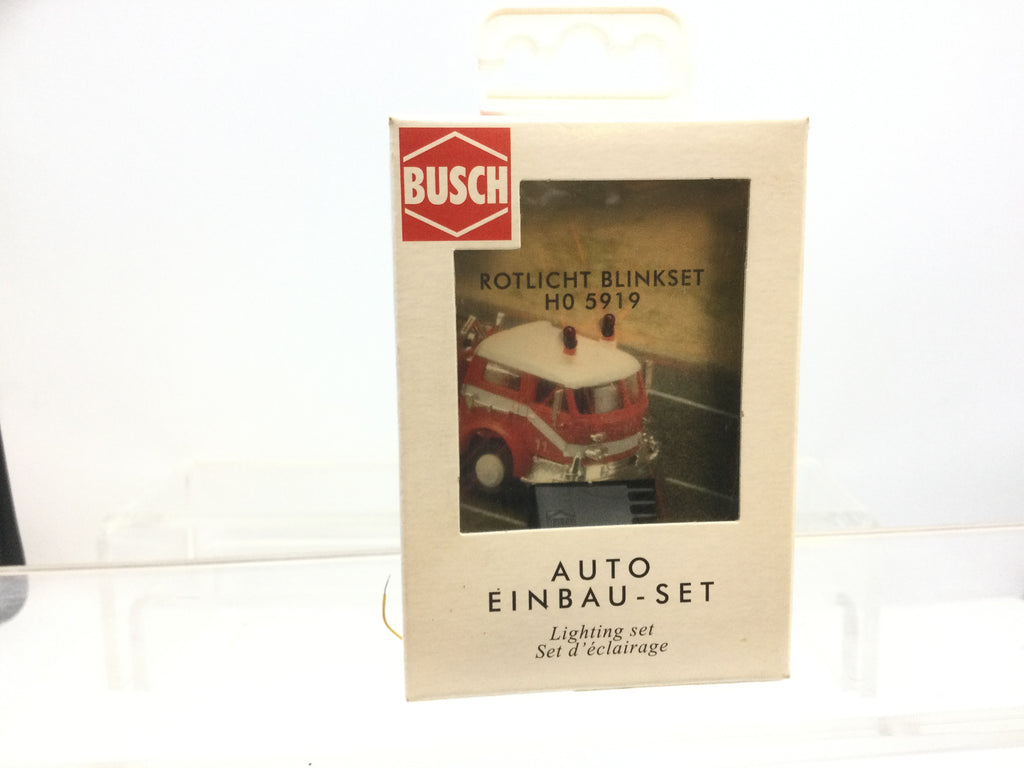 BUSCH
ROTLICHT BLINKSET
H0 5919
AUTO
EINBAU-SET
Lighting set
Set d'éclairage